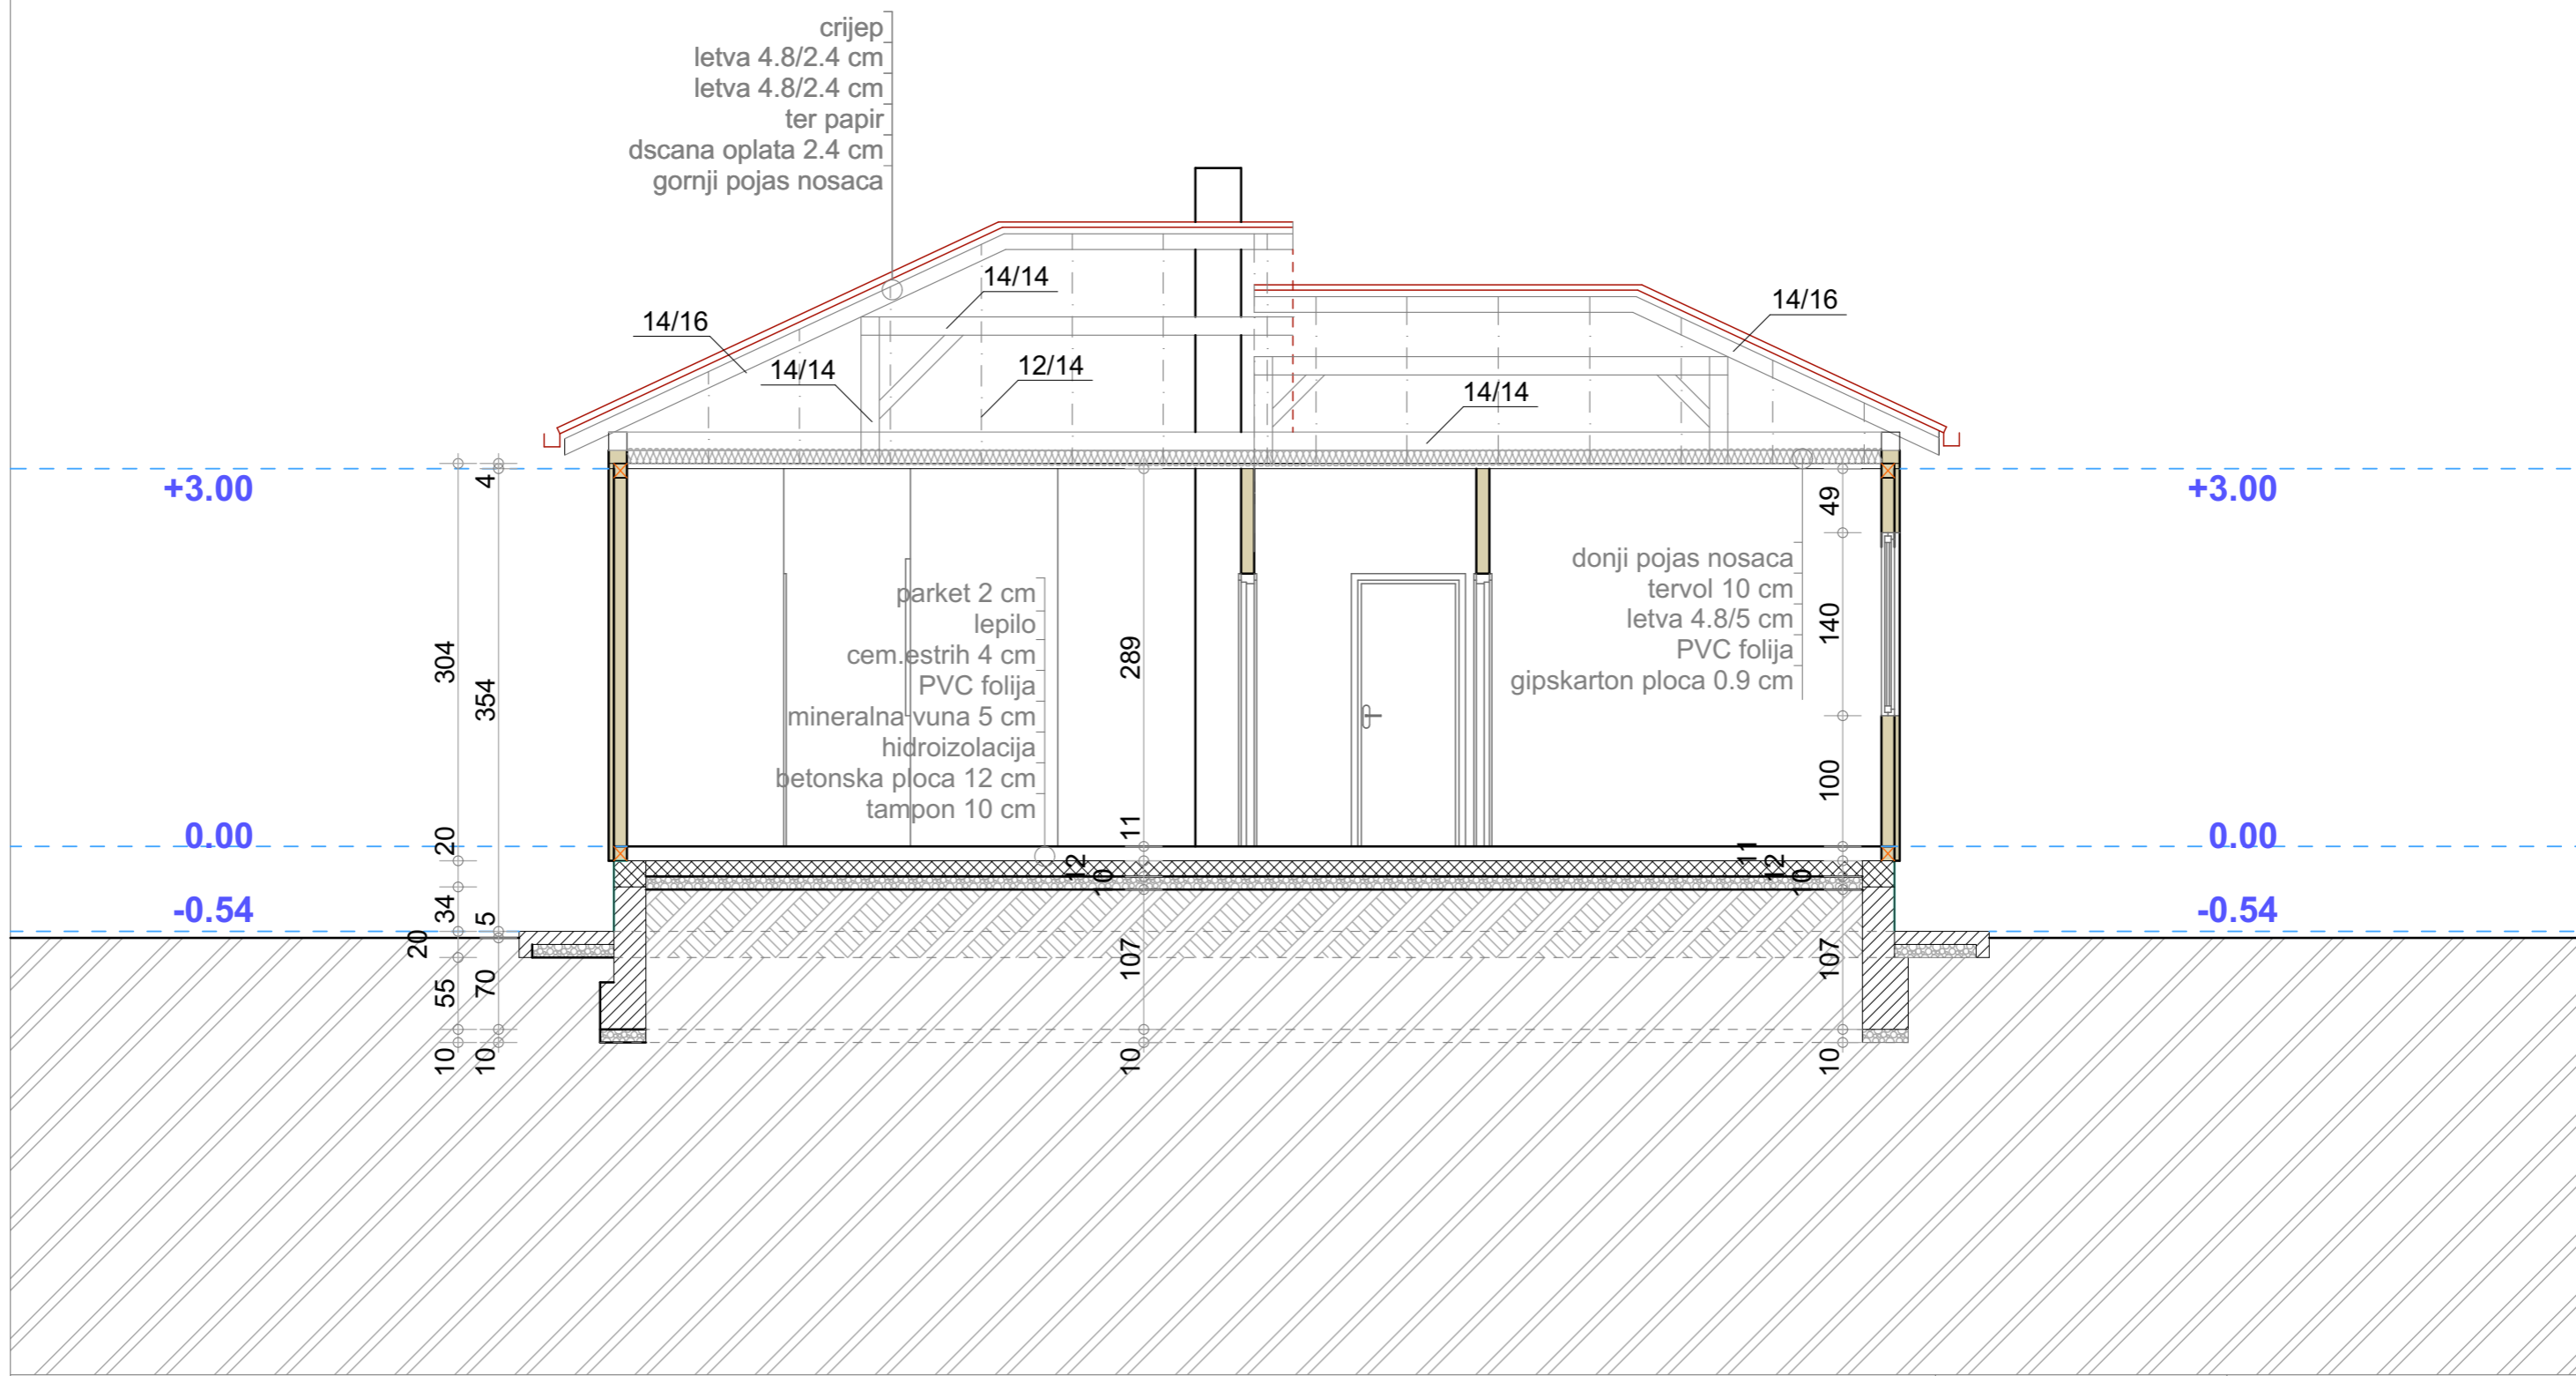 crijep
letva 4.8/2.4 cm
letva 4.8/2.4 cm
ter papir
dscana oplata 2.4 cm
gornji pojas nosaca
14/14
14/16
14/16
14/14
12/14
14/14
+3.00
+3.00
4
49
donji pojas nosaca
tervol 10 cm
letva 4.8/5 cm
PVC folija
gipskarton ploca 0.9 cm
parket 2 cm
lepilo
cem.estrih 4 cm
PVC folija
mineralna vuna 5 cm
hidroizolacija
betonska ploca 12 cm
tampon 10 cm
304
354
289
140
100
0.00
0.00
20
11
12
10
11
12
10
-0.54
-0.54
34
5
20
107
107
55
70
10
10
10
10